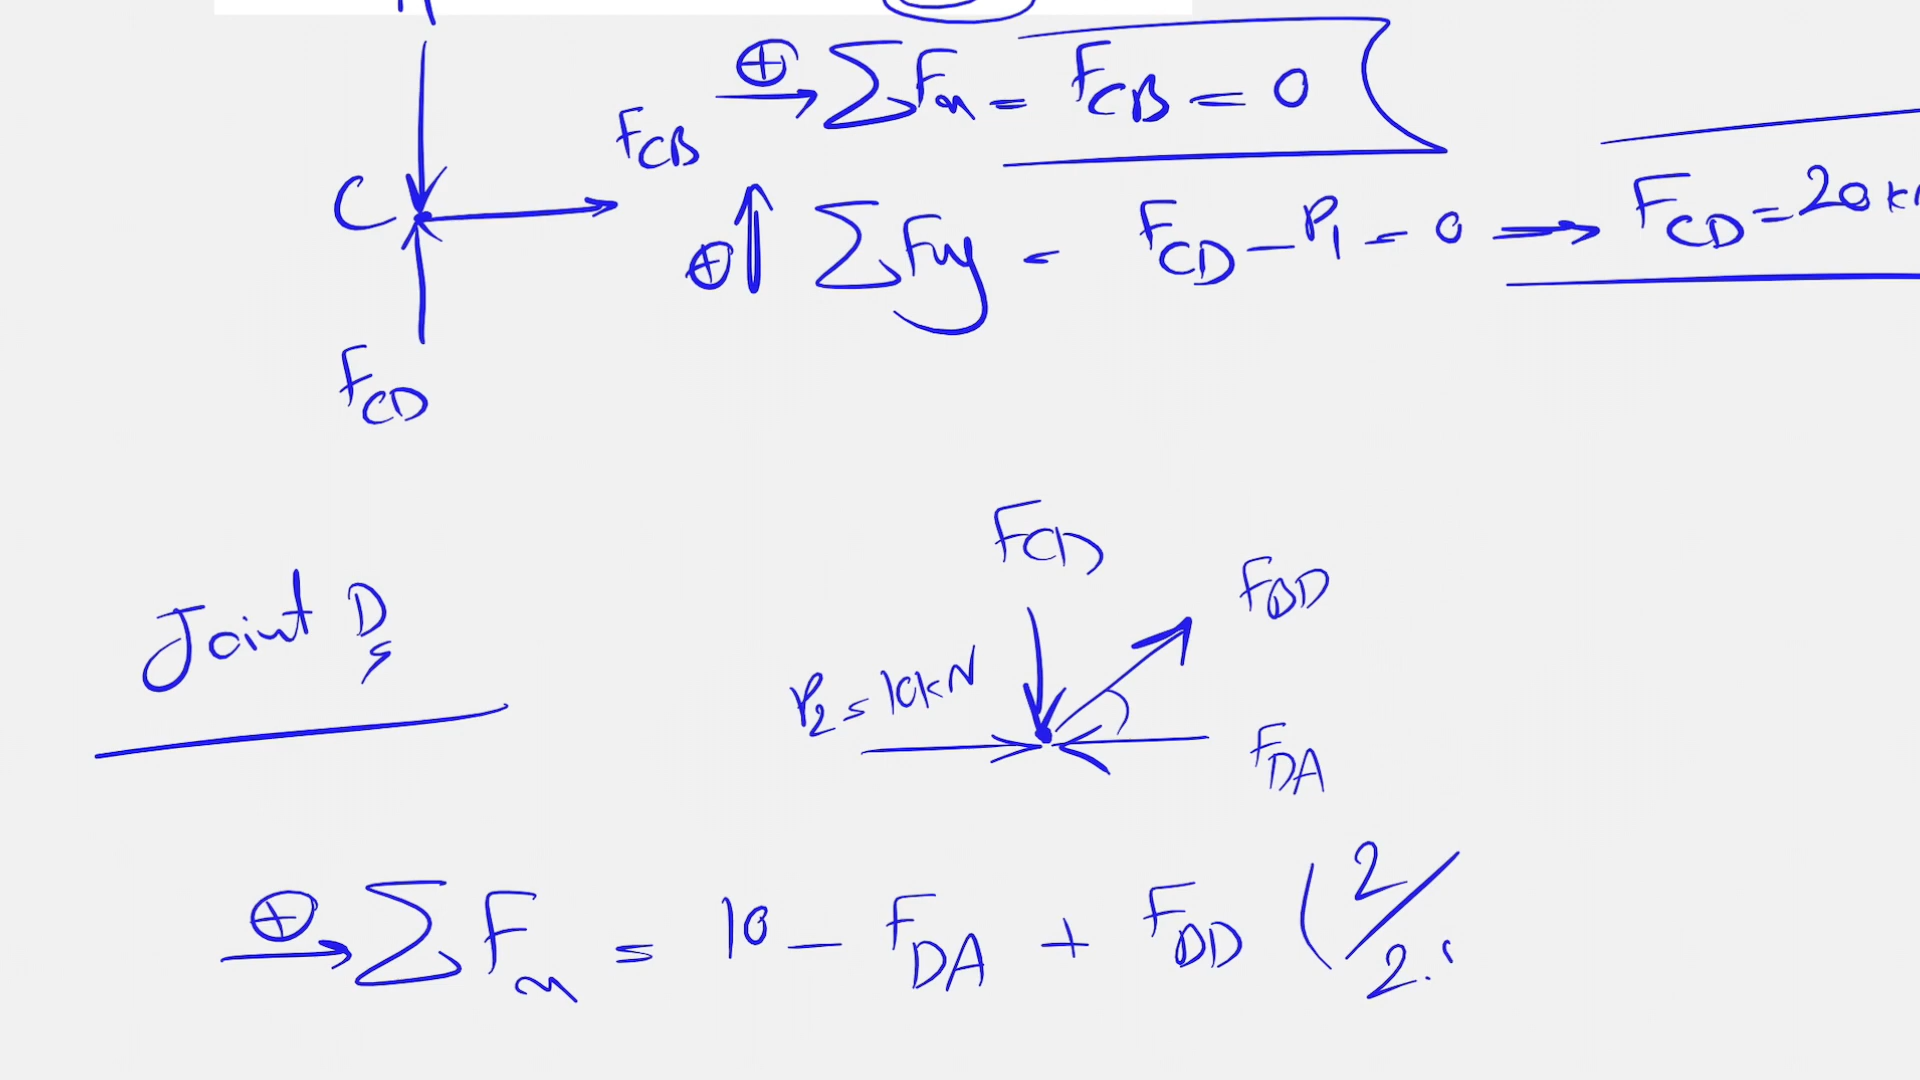 ⊕→ ΣFx = FCB = 0
FCB
C
⊕↑ ΣFy = FCD - P1 = 0 → FCD = 20 k
FCD
FCD
FBD
Joint D:
P2 = 10kN
FDA
⊕→ ΣFx = 10 - FDA + FBD (2/2.